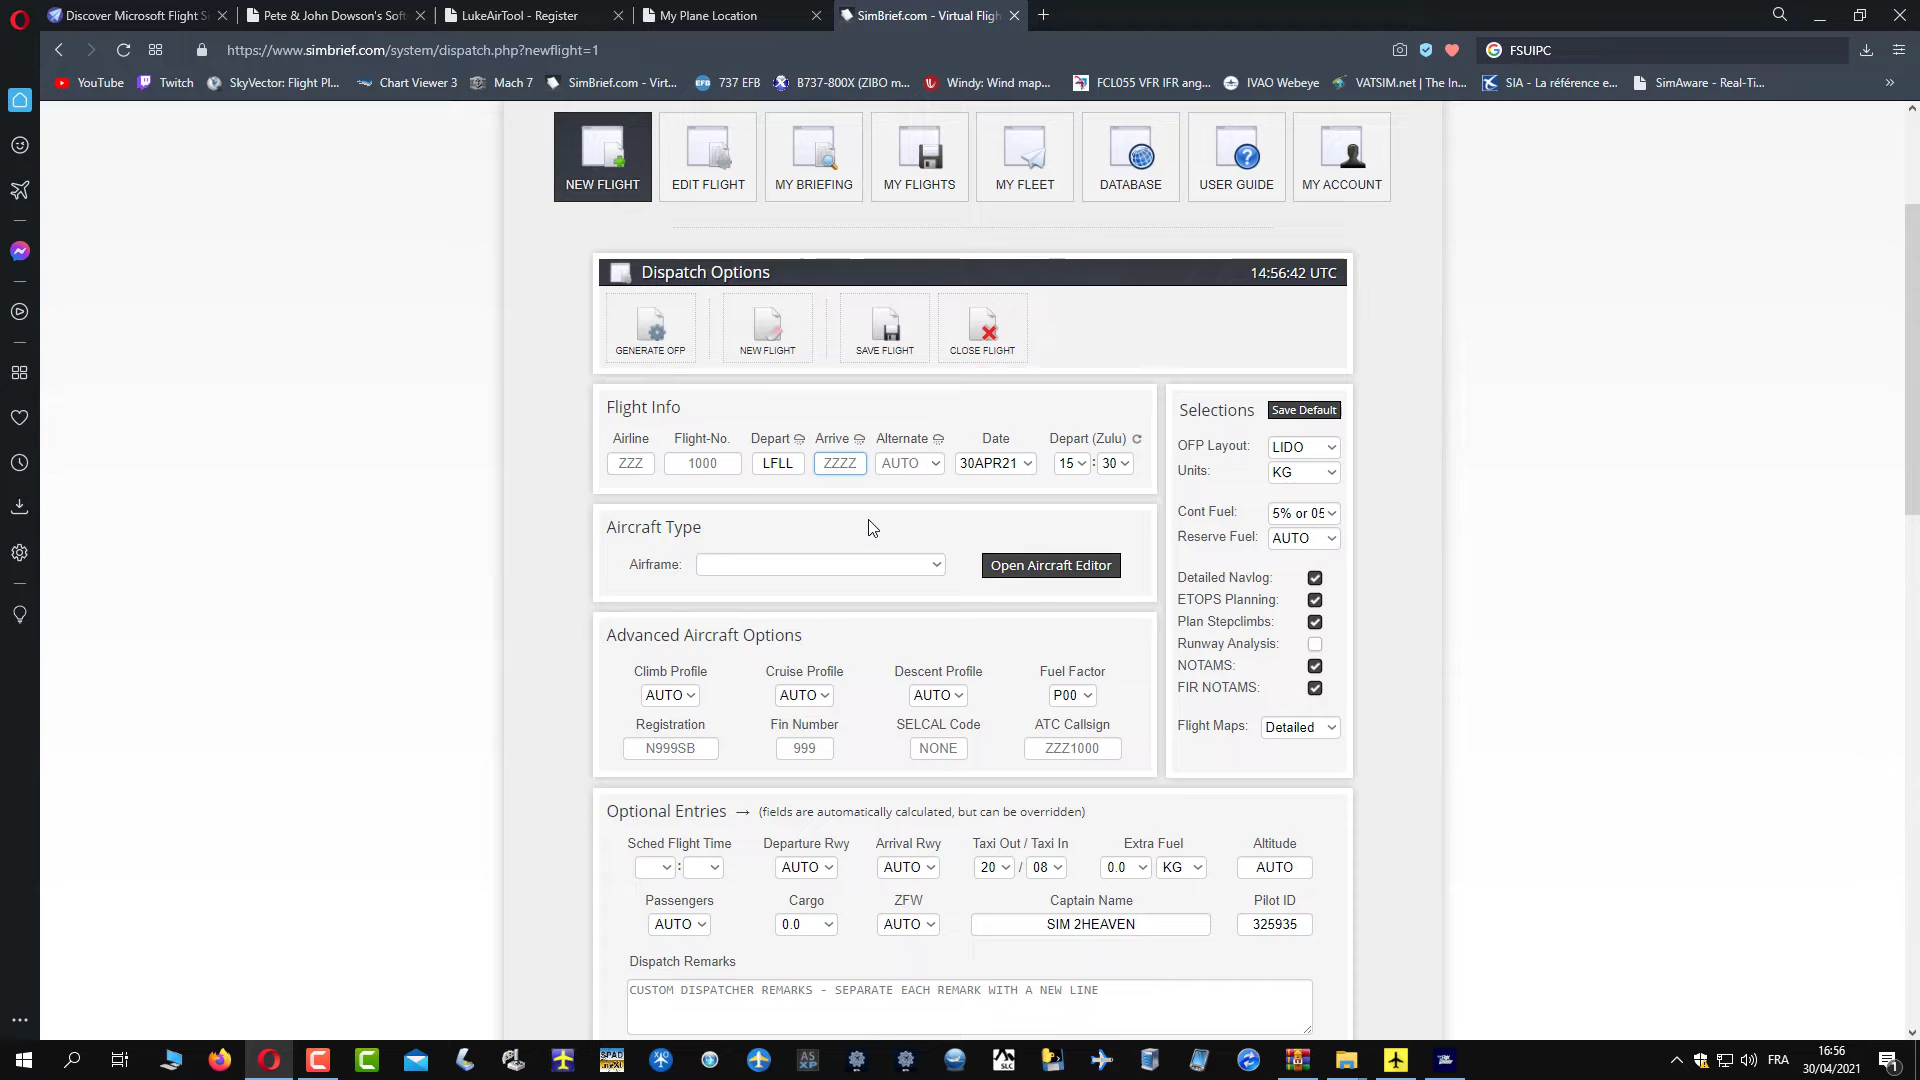 Discover Microsoft Flight S
Pete & John Dowson's Soft
LukeAirTool - Register
My Plane Location
SimBrief.com - Virtual Fligh
https://www.simbrief.com/system/dispatch.php?newflight=1
FSUIPC
YouTube
Twitch
SkyVector: Flight Pl...
Chart Viewer 3
Mach 7
SimBrief.com - Virt...
EFB
737 EFB
B737-800X (ZIBO m...
Windy: Wind map...
FCL055 VFR IFR ang...
IVAO Webeye
VATSIM.net | The In...
SIA - La référence e...
SimAware - Real-Ti...
»
NEW FLIGHT
EDIT FLIGHT
MY BRIEFING
MY FLIGHTS
MY FLEET
DATABASE
USER GUIDE
MY ACCOUNT
Dispatch Options
14:56:42 UTC
GENERATE OFP
NEW FLIGHT
SAVE FLIGHT
CLOSE FLIGHT
Flight Info
Airline
Flight-No.
Depart
Arrive
Alternate
Date
Depart (Zulu)
ZZZ
1000
LFLL
ZZZZ
AUTO
30APR21
15 : 30
Selections
Save Default
OFP Layout: LIDO
Units: KG
Cont Fuel: 5% or 05
Reserve Fuel: AUTO
Detailed Navlog:
ETOPS Planning:
Plan Stepclimbs:
Runway Analysis:
NOTAMS:
FIR NOTAMS:
Flight Maps: Detailed
Aircraft Type
Airframe:
Open Aircraft Editor
Advanced Aircraft Options
Climb Profile
Cruise Profile
Descent Profile
Fuel Factor
AUTO
AUTO
AUTO
P00
Registration
Fin Number
SELCAL Code
ATC Callsign
N999SB
999
NONE
ZZZ1000
Optional Entries → (fields are automatically calculated, but can be overridden)
Sched Flight Time
Departure Rwy
Arrival Rwy
Taxi Out / Taxi In
Extra Fuel
Altitude
:
AUTO
AUTO
20 / 08
0.0 KG
AUTO
Passengers
Cargo
ZFW
Captain Name
Pilot ID
AUTO
0.0
AUTO
SIM 2HEAVEN
325935
Dispatch Remarks
CUSTOM DISPATCHER REMARKS - SEPARATE EACH REMARK WITH A NEW LINE
FRA
16:56
30/04/2021
1